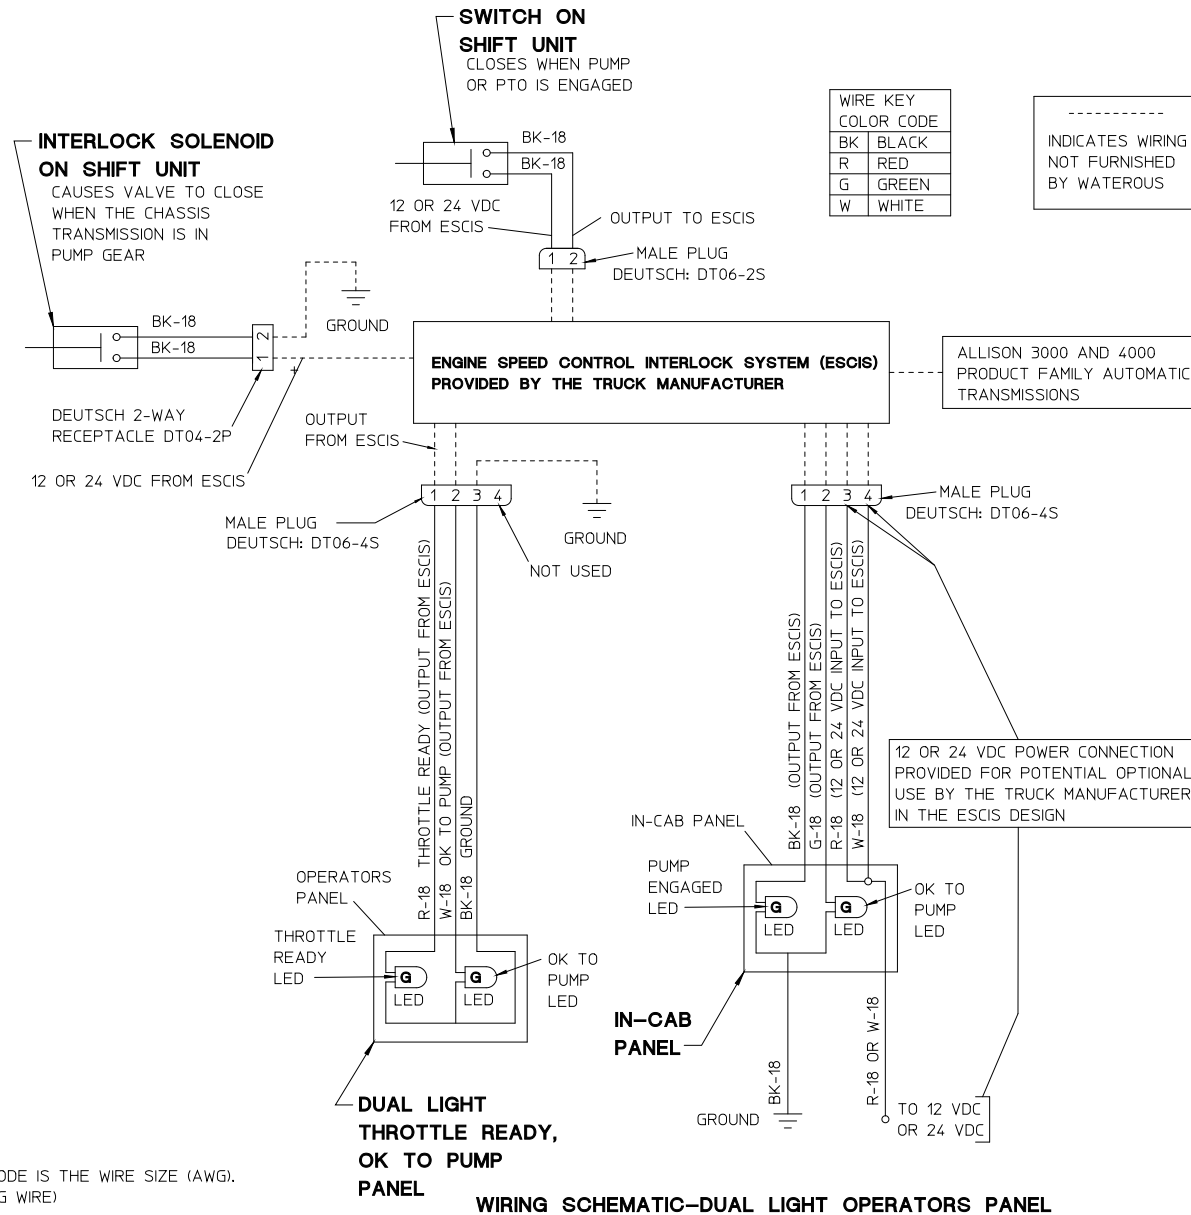 SWITCH ON
SHIFT UNIT
CLOSES WHEN PUMP
OR PTO IS ENGAGED
WIRE KEY
COLOR CODE
BK BLACK
R RED
G GREEN
W WHITE
INDICATES WIRING
NOT FURNISHED
BY WATEROUS
INTERLOCK SOLENOID
ON SHIFT UNIT
CAUSES VALVE TO CLOSE
WHEN THE CHASSIS
TRANSMISSION IS IN
PUMP GEAR
BK-18
BK-18
12 OR 24 VDC
FROM ESCIS
OUTPUT TO ESCIS
1 2
MALE PLUG
DEUTSCH: DT06-2S
BK-18
BK-18
2
1
GROUND
+
DEUTSCH 2-WAY
RECEPTACLE DT04-2P
12 OR 24 VDC FROM ESCIS
ENGINE SPEED CONTROL INTERLOCK SYSTEM (ESCIS)
PROVIDED BY THE TRUCK MANUFACTURER
ALLISON 3000 AND 4000
PRODUCT FAMILY AUTOMATIC
TRANSMISSIONS
OUTPUT
FROM ESCIS
1 2 3 4
MALE PLUG
DEUTSCH: DT06-4S
GROUND
NOT USED
1 2 3 4
MALE PLUG
DEUTSCH: DT06-4S
R-18 THROTTLE READY (OUTPUT FROM ESCIS)
W-18 OK TO PUMP (OUTPUT FROM ESCIS)
BK-18 GROUND
BK-18 (OUTPUT FROM ESCIS)
G-18 (OUTPUT FROM ESCIS)
R-18 (12 OR 24 VDC INPUT TO ESCIS)
W-18 (12 OR 24 VDC INPUT TO ESCIS)
12 OR 24 VDC POWER CONNECTION
PROVIDED FOR POTENTIAL OPTIONAL
USE BY THE TRUCK MANUFACTURER
IN THE ESCIS DESIGN
OPERATORS
PANEL
THROTTLE
READY
LED
G
LED
G
LED
OK TO
PUMP
LED
DUAL LIGHT
THROTTLE READY,
OK TO PUMP
PANEL
IN-CAB PANEL
PUMP
ENGAGED
LED
G
LED
G
LED
OK TO
PUMP
LED
IN-CAB
PANEL
BK-18
GROUND
R-18 OR W-18
TO 12 VDC
OR 24 VDC
ODE IS THE WIRE SIZE (AWG).
G WIRE)
WIRING SCHEMATIC-DUAL LIGHT OPERATORS PANEL